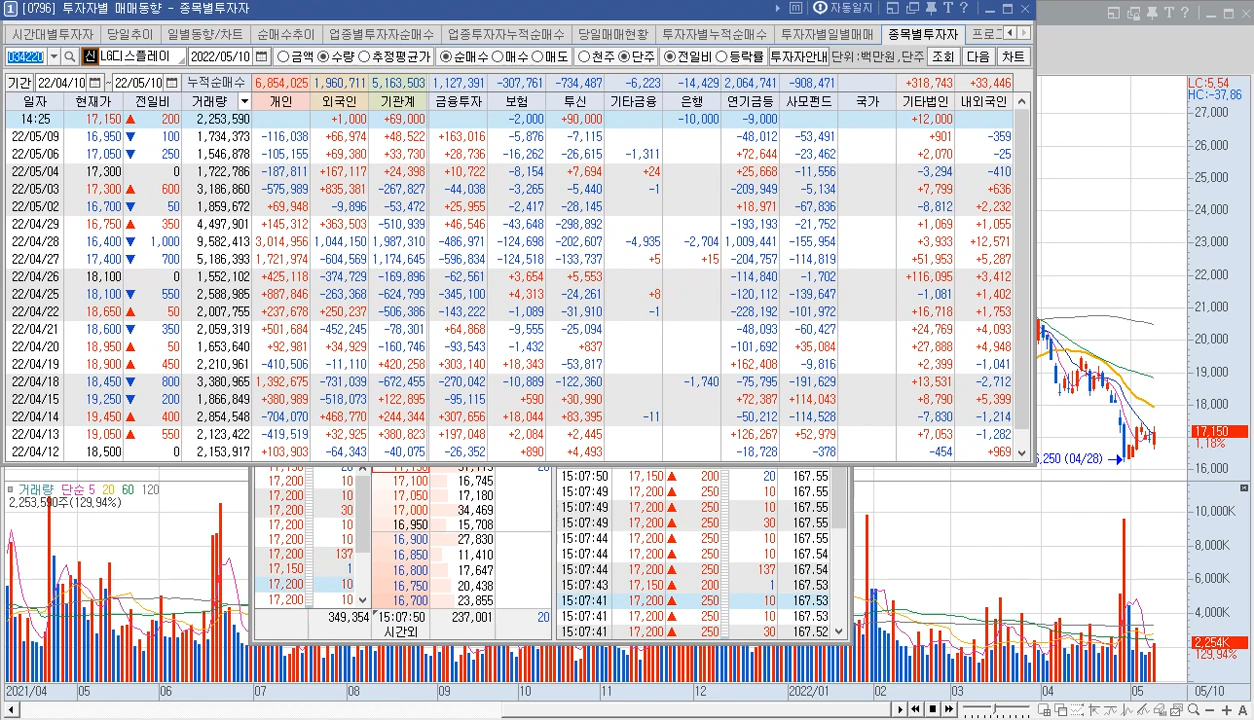 1 [0796] 투자자별 매매동향 - 종목별투자자 자동일지 T ?
시간대별투자자 당일추이 일별동향/차트 순매수추이 업종별투자자순매수 업종별투자자누적순매수 당일매매현황 투자자별누적순매수 투자자별일별매매 종목별투자자 프로
034220 신 LG디스플레이 2022/05/10 금액 수량 추정평균가 순매수 매수 매도 천주 단주 전일비 등락률 투자자안내 단위:백만원,단주 조회 다음 차트
기간 22/04/10 ~ 22/05/10 누적순매수 6,854,025 1,960,711 5,163,503 1,127,391 -307,761 -734,487 -6,223 -14,429 2,064,741 -908,471 +318,743 +33,446
일자 현재가 전일비 거래량 개인 외국인 기관계 금융투자 보험 투신 기타금융 은행 연기금등 사모펀드 국가 기타법인 내외국인
14:25 17,150 ▲ 200 2,253,590 +1,000 +69,000 -2,000 +90,000 -10,000 -9,000 +12,000
22/05/09 16,950 ▼ 100 1,734,373 -116,038 +66,974 +48,522 +163,016 -5,876 -7,115 -48,012 -53,491 +901 -359
22/05/06 17,050 ▼ 250 1,546,878 -105,155 +69,380 +33,730 +28,736 -16,262 -26,615 -1,311 +72,644 -23,462 +2,070 -25
22/05/04 17,300 0 1,722,786 -187,811 +167,117 +24,398 +10,722 -8,154 +7,694 +24 +25,668 -11,556 -3,294 -410
22/05/03 17,300 ▲ 600 3,186,860 -575,989 +835,381 -267,827 -44,038 -3,265 -5,440 -1 -209,949 -5,134 +7,799 +636
22/05/02 16,700 ▼ 50 1,859,672 +69,948 -9,896 -53,472 +25,955 -2,417 -28,145 +18,971 -67,836 -8,812 +2,232
22/04/29 16,750 ▲ 350 4,497,901 +145,312 +363,503 -510,939 +46,546 -43,648 -298,892 -193,193 -21,752 +1,069 +1,055
22/04/28 16,400 ▼ 1,000 9,582,413 3,014,956 1,044,150 1,987,310 -486,971 -124,698 -202,607 -4,935 -2,704 1,009,441 -155,954 +3,933 +12,571
22/04/27 17,400 ▼ 700 5,186,393 1,721,974 -604,569 1,174,645 -596,834 -124,518 -133,737 +5 +15 -204,757 -114,819 +51,953 +5,287
22/04/26 18,100 0 1,552,102 +425,118 -374,729 -169,896 -62,561 +3,654 +5,553 -114,840 -1,702 +116,095 +3,412
22/04/25 18,100 ▼ 550 2,588,985 +887,846 -263,368 -624,799 -345,100 +4,313 -24,261 +8 -120,112 -139,647 -1,081 +1,402
22/04/22 18,650 ▲ 50 2,007,755 +237,678 +250,237 -506,386 -143,222 -1,089 -31,910 -1 -228,192 -101,972 +16,718 +1,753
22/04/21 18,600 ▼ 350 2,059,319 +501,684 -452,245 -78,301 +64,868 -9,555 -25,094 -48,093 -60,427 +24,769 +4,093
22/04/20 18,950 ▲ 50 1,653,640 +92,981 +34,929 -160,746 -93,543 -1,432 +837 -101,692 +35,084 +27,888 +4,948
22/04/19 18,900 ▲ 450 2,210,961 -410,506 -11,110 +420,258 +303,140 +18,343 -53,817 +162,408 -9,816 +2,399 -1,041
22/04/18 18,450 ▼ 800 3,380,965 1,392,675 -731,039 -672,455 -270,042 -10,889 -122,360 -1,740 -75,795 -191,629 +13,531 -2,712
22/04/15 19,250 ▼ 200 1,866,849 +380,989 -518,073 +122,895 -95,115 +590 +30,990 +72,387 +114,043 +8,790 +5,399
22/04/14 19,450 ▲ 400 2,854,548 -704,070 +468,770 +244,344 +307,656 +18,044 +83,395 -11 -50,212 -114,528 -7,830 -1,214
22/04/13 19,050 ▲ 550 2,123,422 -419,519 +32,925 +380,823 +197,048 +2,084 +2,445 +126,267 +52,979 +7,053 -1,282
22/04/12 18,500 0 2,153,917 +103,903 -64,343 -40,075 -26,352 +890 +4,493 -18,728 -378 -454 +969
LC:5,54
HC:-37,86
27,000
26,000
25,000
24,000
23,000
22,000
21,000
20,000
19,000
18,000
17,150
1.18%
16,000
6,250 (04/28) →
거래량 단순 5 20 60 120
2,253,590주(129,94%)
17,200 10
17,200 10
17,200 30
17,200 10
17,200 10
17,200 137
17,150 1
17,200 10
17,200 10
17,100 16,745
17,050 17,180
17,000 34,469
16,950 15,708
16,900 27,830
16,850 11,410
16,800 17,647
16,750 20,438
16,700 23,855
349,354 15:07:50 237,001 20
시간외
15:07:50 17,150 ▲ 200 20 167.55
15:07:49 17,200 ▲ 250 10 167.55
15:07:49 17,200 ▲ 250 10 167.55
15:07:49 17,200 ▲ 250 30 167.55
15:07:44 17,200 ▲ 250 10 167.54
15:07:44 17,200 ▲ 250 10 167.54
15:07:44 17,200 ▲ 250 137 167.54
15:07:43 17,150 ▲ 200 1 167.53
15:07:41 17,200 ▲ 250 10 167.53
15:07:41 17,200 ▲ 250 10 167.53
15:07:41 17,200 ▲ 250 30 167.52
10,000K
8,000K
6,000K
4,000K
2,254K
129,94%
2021/04 05 06 07 08 09 10 11 12 2022/01 02 03 04 05 05/10
A